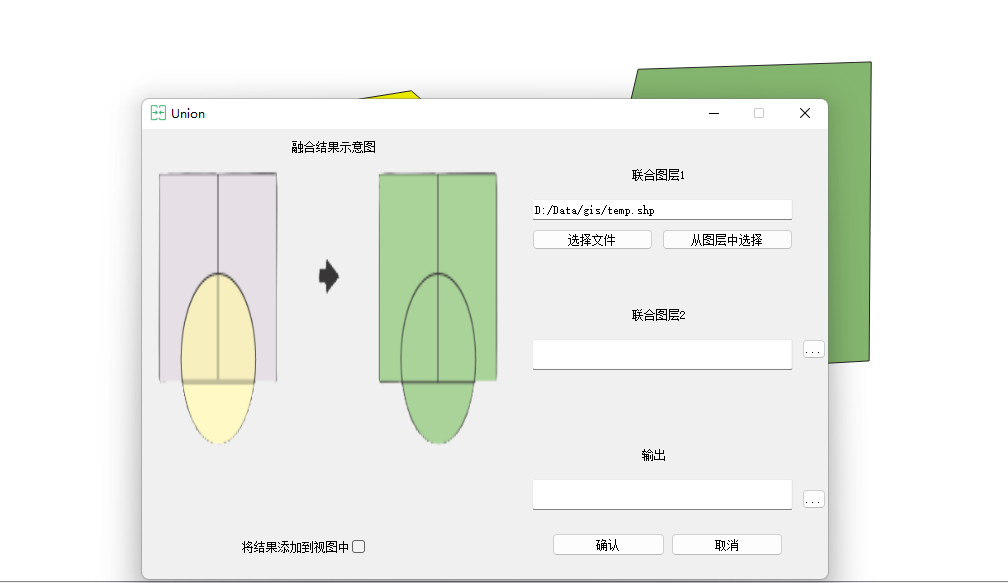 Union
融合结果示意图
联合图层1
D:/Data/gis/temp.shp
选择文件
从图层中选择
联合图层2
...
输出
...
将结果添加到视图中
确认
取消